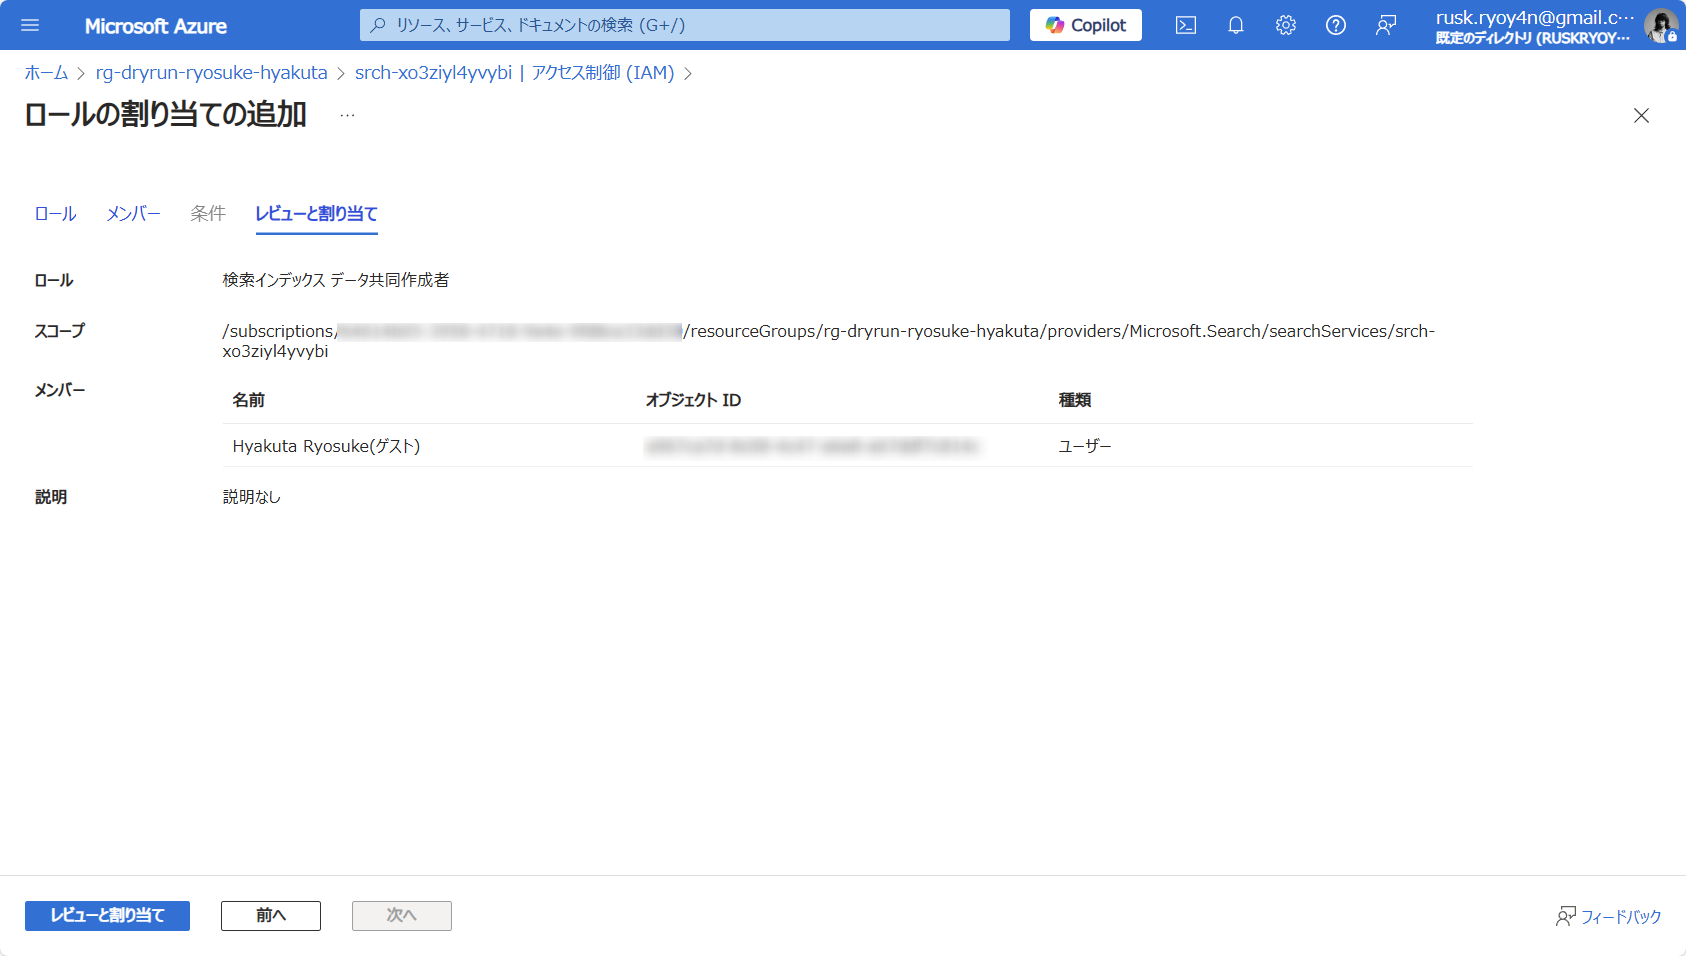 Microsoft Azure
リソース、サービス、ドキュメントの検索 (G+/)
Copilot
rusk.ryoy4n@gmail.c…
既定のディレクトリ (RUSKRYOY…
ホーム > rg-dryrun-ryosuke-hyakuta > srch-xo3ziyl4yvybi | アクセス制御 (IAM) >
ロールの割り当ての追加 …
ロール メンバー 条件 レビューと割り当て
ロール 検索インデックス データ共同作成者
スコープ /subscriptions/ /resourceGroups/rg-dryrun-ryosuke-hyakuta/providers/Microsoft.Search/searchServices/srch-
xo3ziyl4yvybi
メンバー
名前 オブジェクト ID 種類
Hyakuta Ryosuke(ゲスト) ユーザー
説明 説明なし
レビューと割り当て 前へ 次へ フィードバック